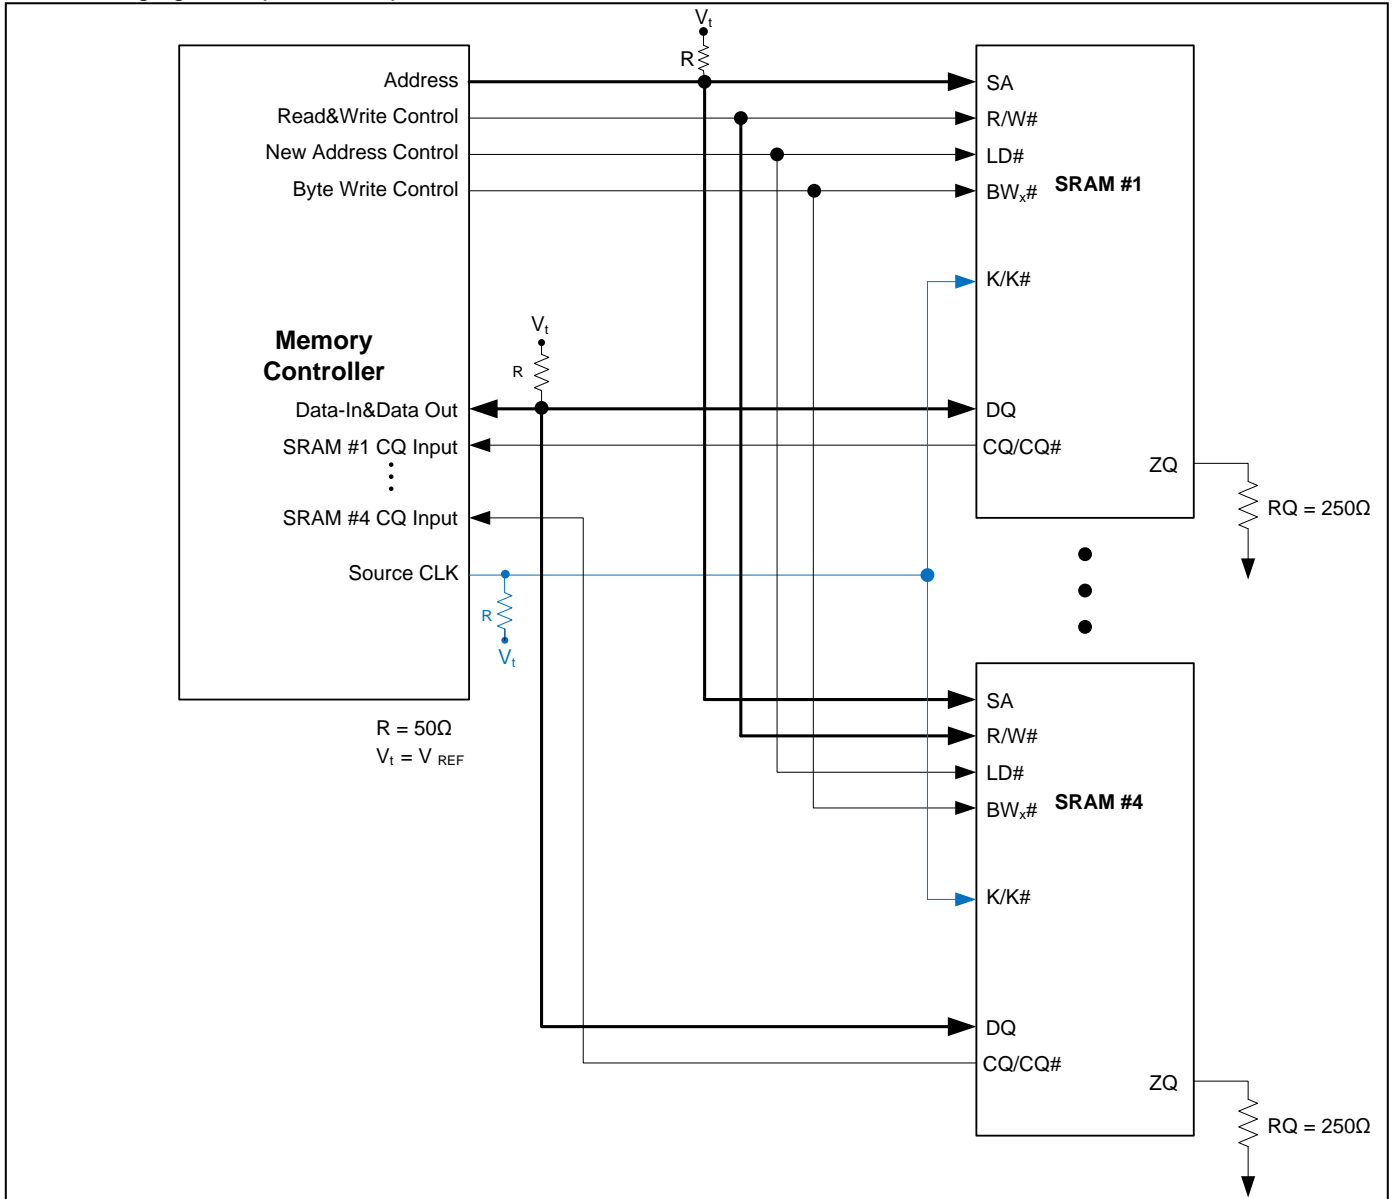 Vt
R
Address
Read&Write Control
New Address Control
Byte Write Control
SA
R/W#
LD#
BWx#
SRAM #1
K/K#
Vt
R
Memory
Controller
Data-In&Data Out
SRAM #1 CQ Input
SRAM #4 CQ Input
Source CLK
R
Vt
DQ
CQ/CQ#
ZQ
RQ = 250Ω
R = 50Ω
Vt = V REF
SA
R/W#
LD#
BWx#
SRAM #4
K/K#
DQ
CQ/CQ#
ZQ
RQ = 250Ω